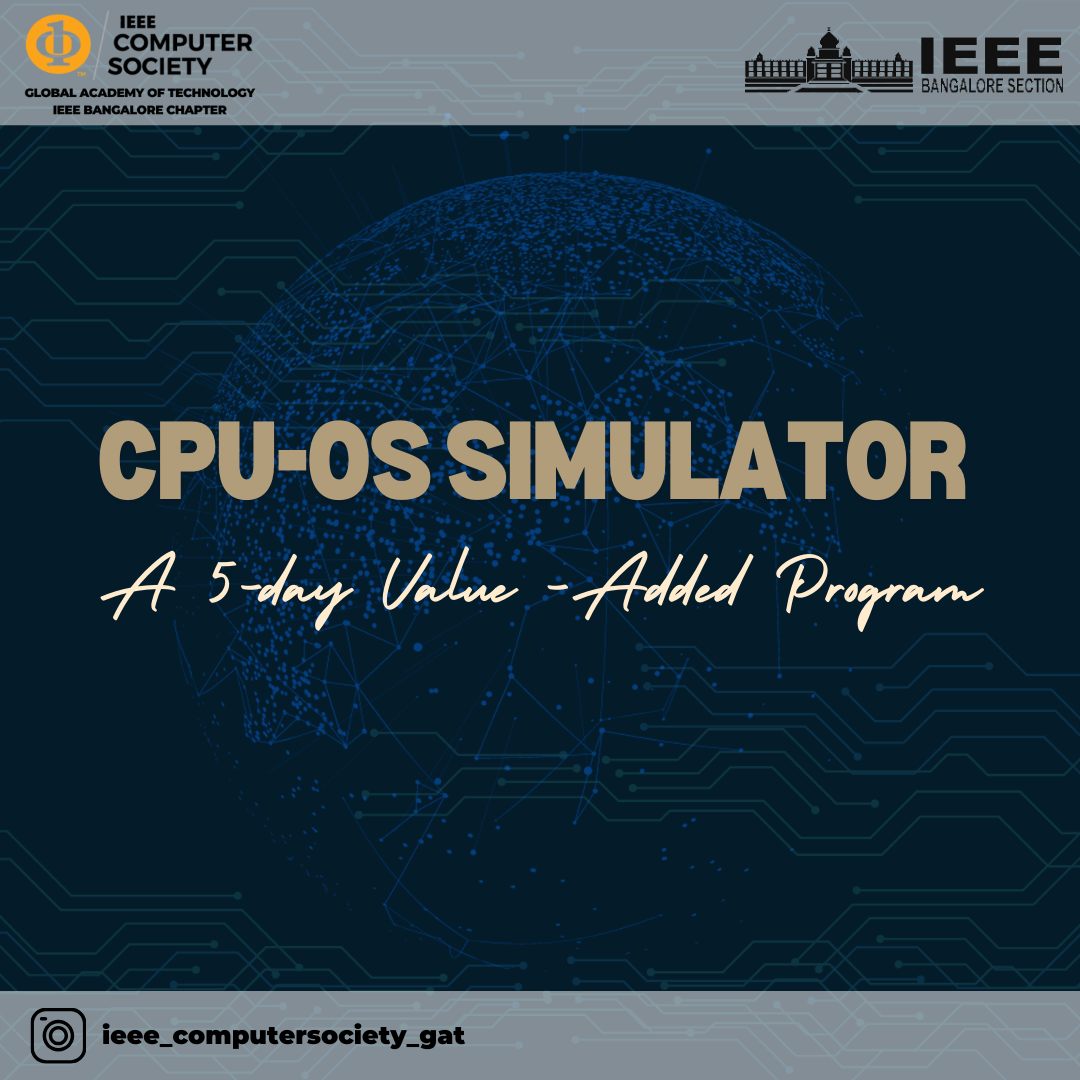 IEEE
COMPUTER
SOCIETY
TM
GLOBAL ACADEMY OF TECHNOLOGY
IEEE BANGALORE CHAPTER
IEEE
BANGALORE SECTION
CPU-OS SIMULATOR
A 5-day Value -Added Program
ieee_computersociety_gat